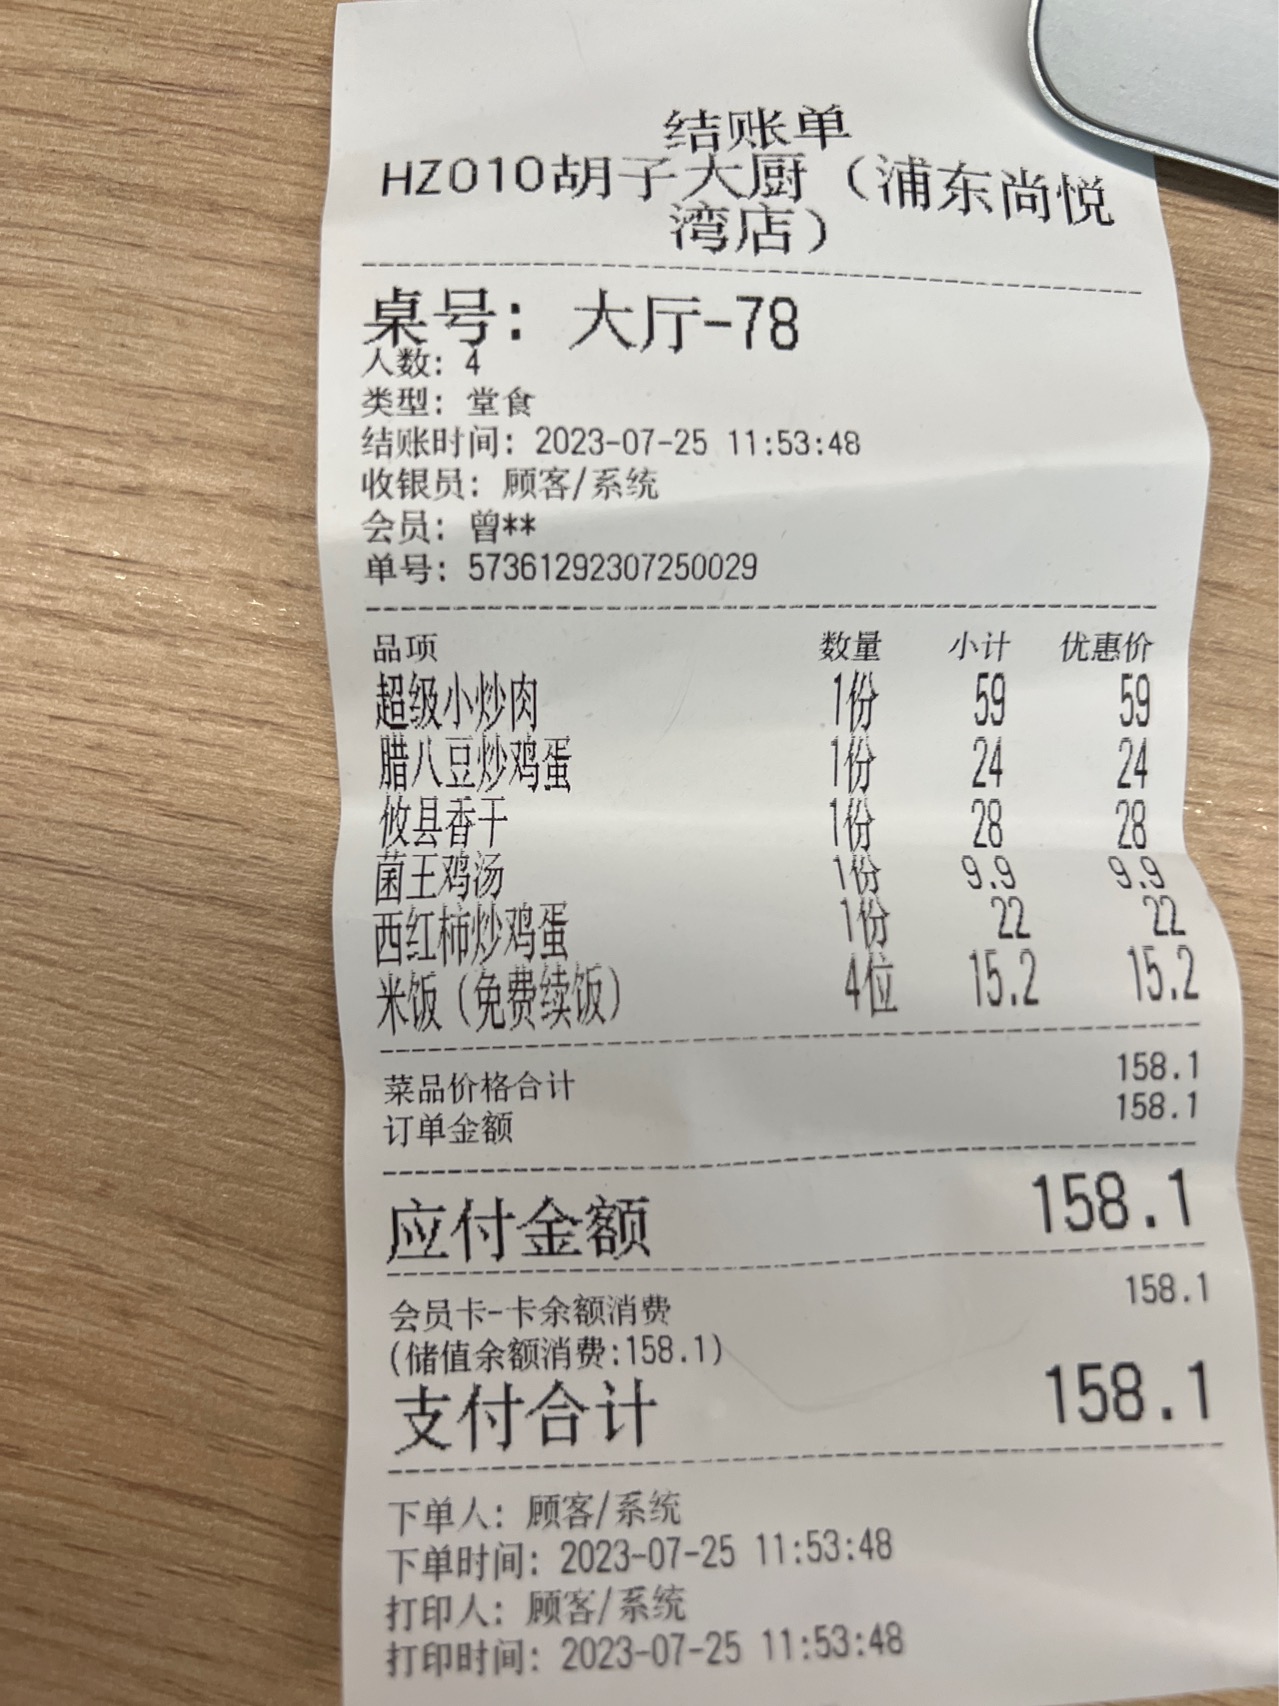 结账单
HZ010胡子大厨（浦东尚悦
湾店）
桌号：大厅-78
人数：4
类型：堂食
结账时间：2023-07-25 11:53:48
收银员：顾客/系统
会员：曾**
单号：57361292307250029
品项 数量 小计 优惠价
超级小炒肉 1份 59 59
腊八豆炒鸡蛋 1份 24 24
攸县香干 1份 28 28
菌王鸡汤 1份 9.9 9.9
西红柿炒鸡蛋 1份 22 22
米饭（免费续饭） 4位 15.2 15.2
菜品价格合计 158.1
订单金额 158.1
应付金额 158.1
会员卡-卡余额消费 158.1
(储值余额消费:158.1)
支付合计 158.1
下单人：顾客/系统
下单时间：2023-07-25 11:53:48
打印人：顾客/系统
打印时间：2023-07-25 11:53:48